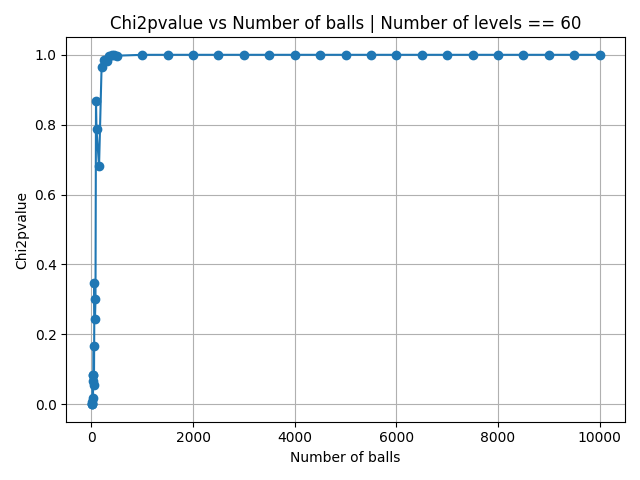 Chi2pvalue vs Number of balls | Number of levels == 60
Chi2pvalue
1.0
0.8
0.6
0.4
0.2
0.0
0 2000 4000 6000 8000 10000
Number of balls